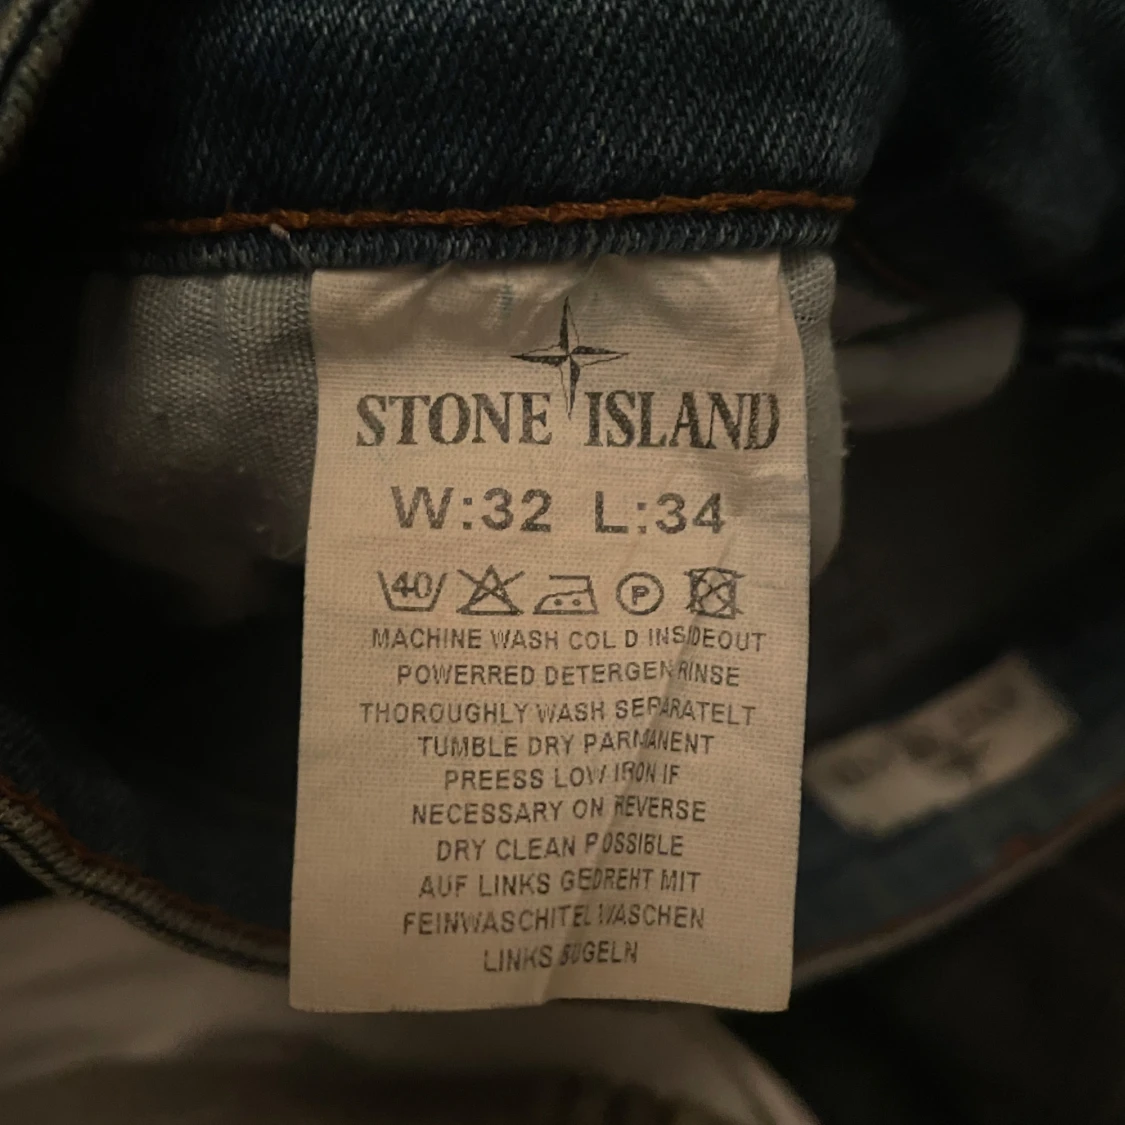 STONE ISLAND
W:32 L:34
40 P
MACHINE WASH COL D INSIDEOUT
POWERRED DETERGEN RINSE
THOROUGHLY WASH SEPARATELT
TUMBLE DRY PARMANENT
PREESS LOW IRON IF
NECESSARY ON REVERSE
DRY CLEAN POSSIBLE
AUF LINKS GEDREHT MIT
FEINWASCHITEL WASCHEN
LINKS BUGELN